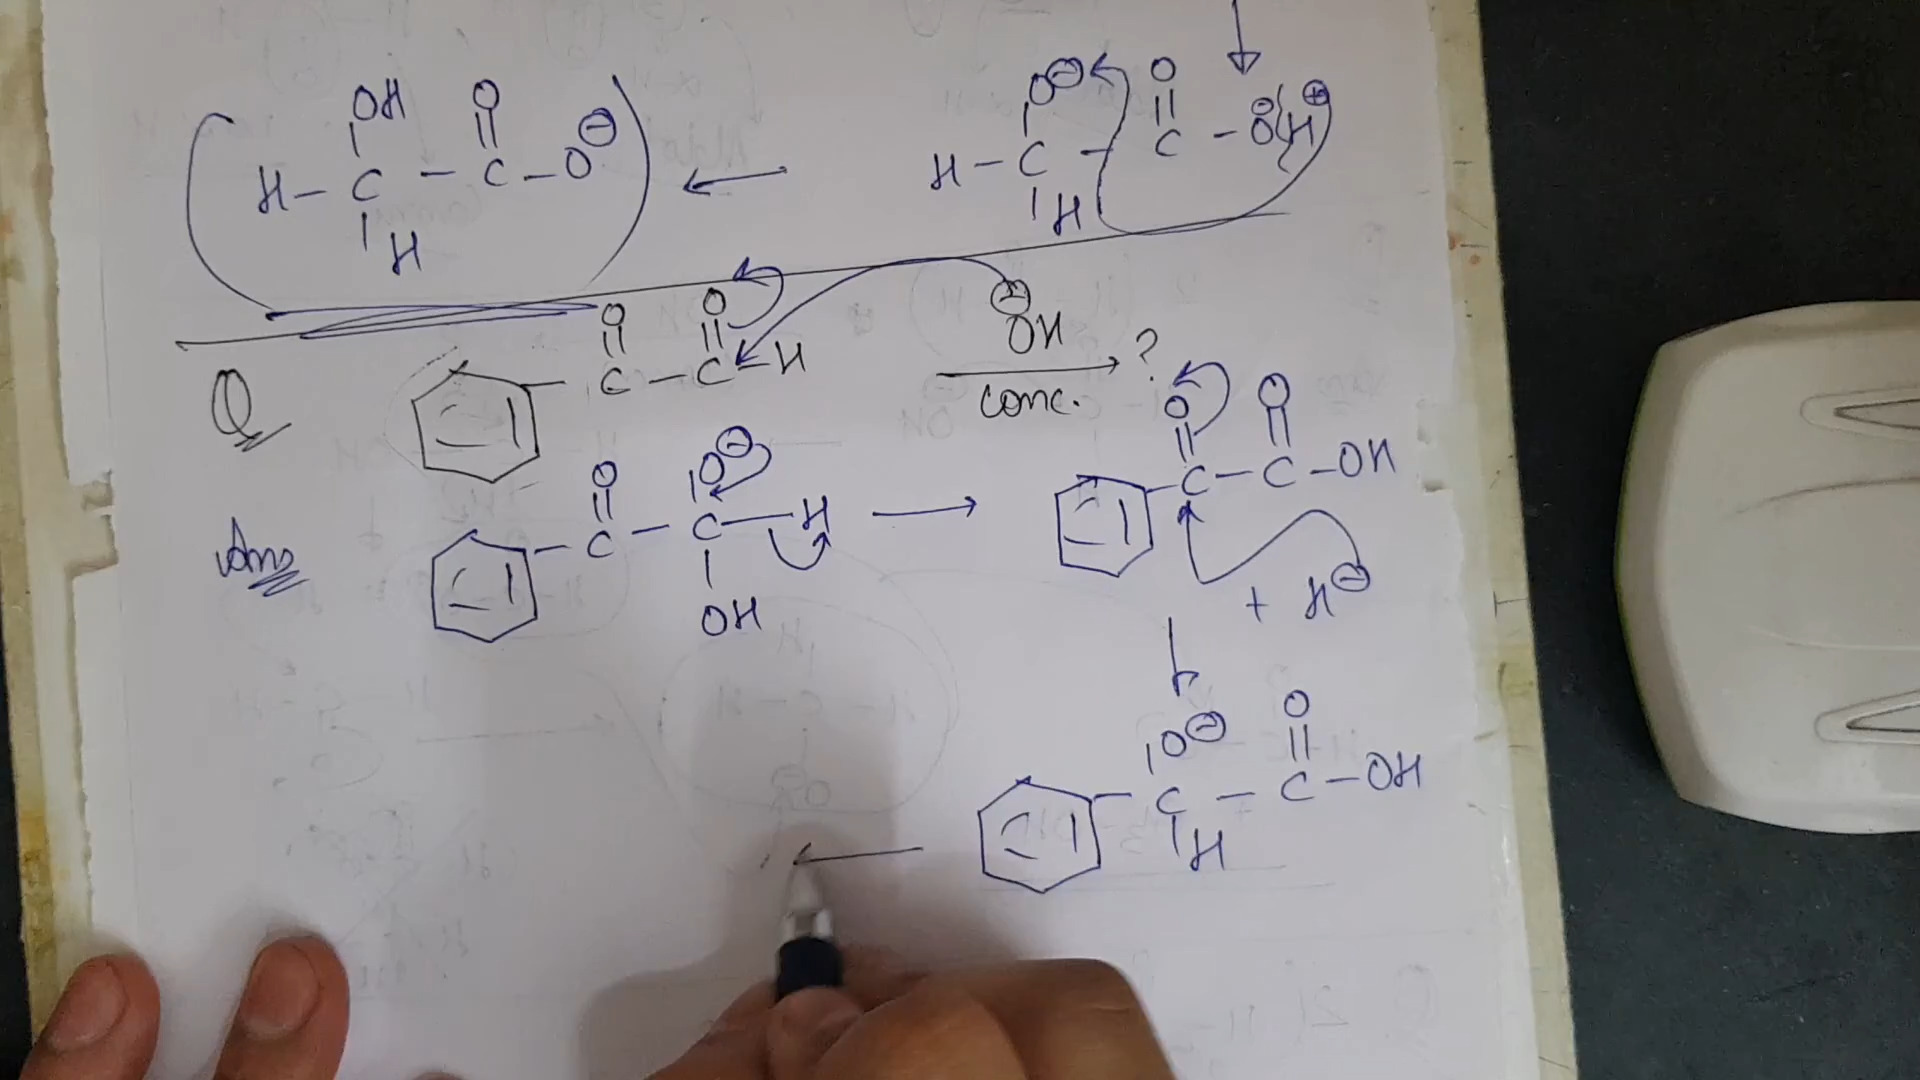 OH O
H - C - C - O⊖
H
O⊖ O
H - C - C - O⊖ H⊕
H
Q
O O
C - C - H
⊖OH
conc. ?
Ans
O O⊖
C - C - H
OH
O O
C - C - OH
+ H⊖
O⊖ O
C - C - OH
H